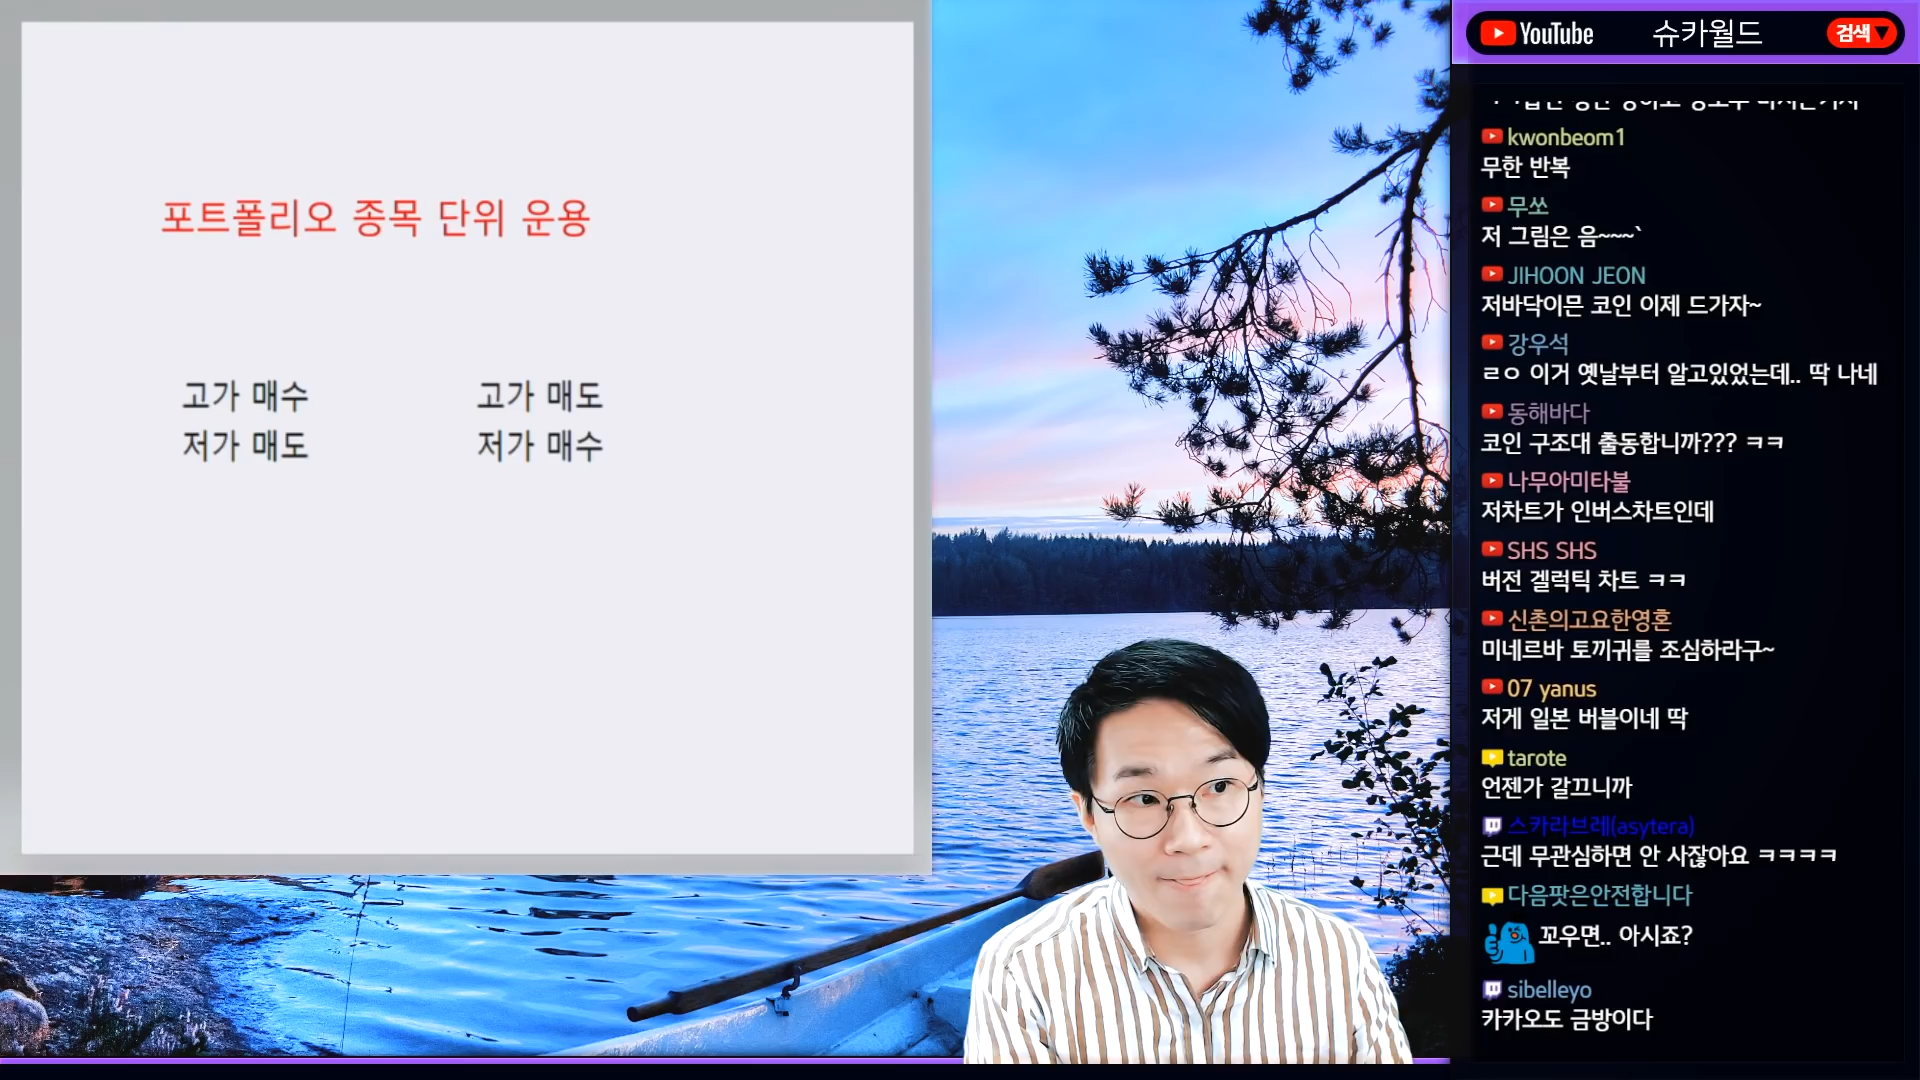 포트폴리오 종목 단위 운용
고가 매수
저가 매도
고가 매도
저가 매수
YouTube 슈카월드 검색▼
kwonbeom1
무한 반복
무쏘
저 그림은 음~~~`
JIHOON JEON
저바닥이믄 코인 이제 드가자~
강우석
ㄹㅇ 이거 옛날부터 알고있었는데.. 딱 나네
동해바다
코인 구조대 출동합니까??? ㅋㅋ
나무아미타불
저차트가 인버스차트인데
SHS SHS
버전 겔럭틱 차트 ㅋㅋ
신촌의고요한영혼
미네르바 토끼귀를 조심하라구~
07 yanus
저게 일본 버블이네 딱
tarote
언젠가 갈끄니까
스카라브레(asytera)
근데 무관심하면 안 사잖아요 ㅋㅋㅋㅋ
다음팟은안전합니다
꼬우면.. 아시죠?
sibelleyo
카카오도 금방이다